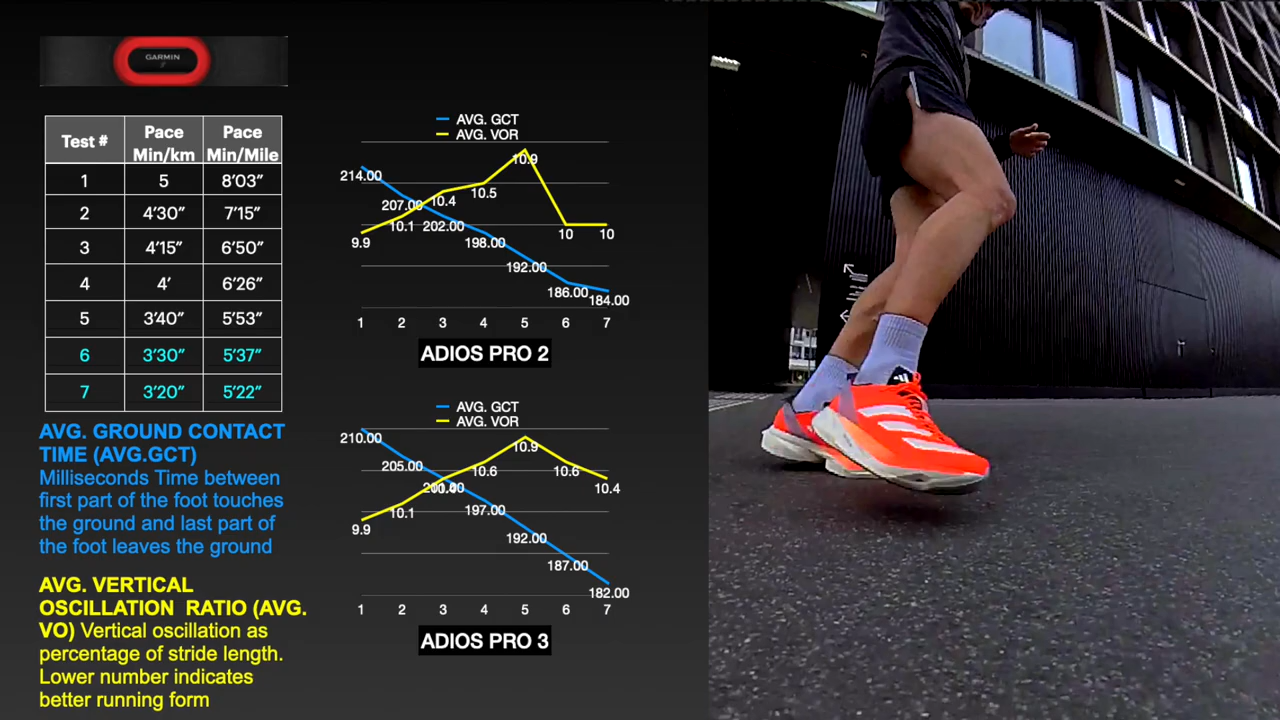 GARMIN
Test # Pace Min/km Pace Min/Mile
1 5 8’03”
2 4’30” 7’15”
3 4’15” 6’50”
4 4’ 6’26”
5 3’40” 5’53”
6 3’30” 5’37”
7 3’20” 5’22”
AVG. GROUND CONTACT
TIME (AVG.GCT)
Milliseconds Time between
first part of the foot touches
the ground and last part of
the foot leaves the ground
AVG. VERTICAL
OSCILLATION RATIO (AVG.
VO) Vertical oscillation as
percentage of stride length.
Lower number indicates
better running form
AVG. GCT
AVG. VOR
214.00
207.00
202.00
198.00
192.00
186.00
184.00
9.9
10.1
10.4
10.5
10.9
10
10
1 2 3 4 5 6 7
ADIOS PRO 2
AVG. GCT
AVG. VOR
210.00
205.00
197.00
192.00
187.00
182.00
9.9
10.1
10.6
10.9
10.6
10.4
1 2 3 4 5 6 7
ADIOS PRO 3